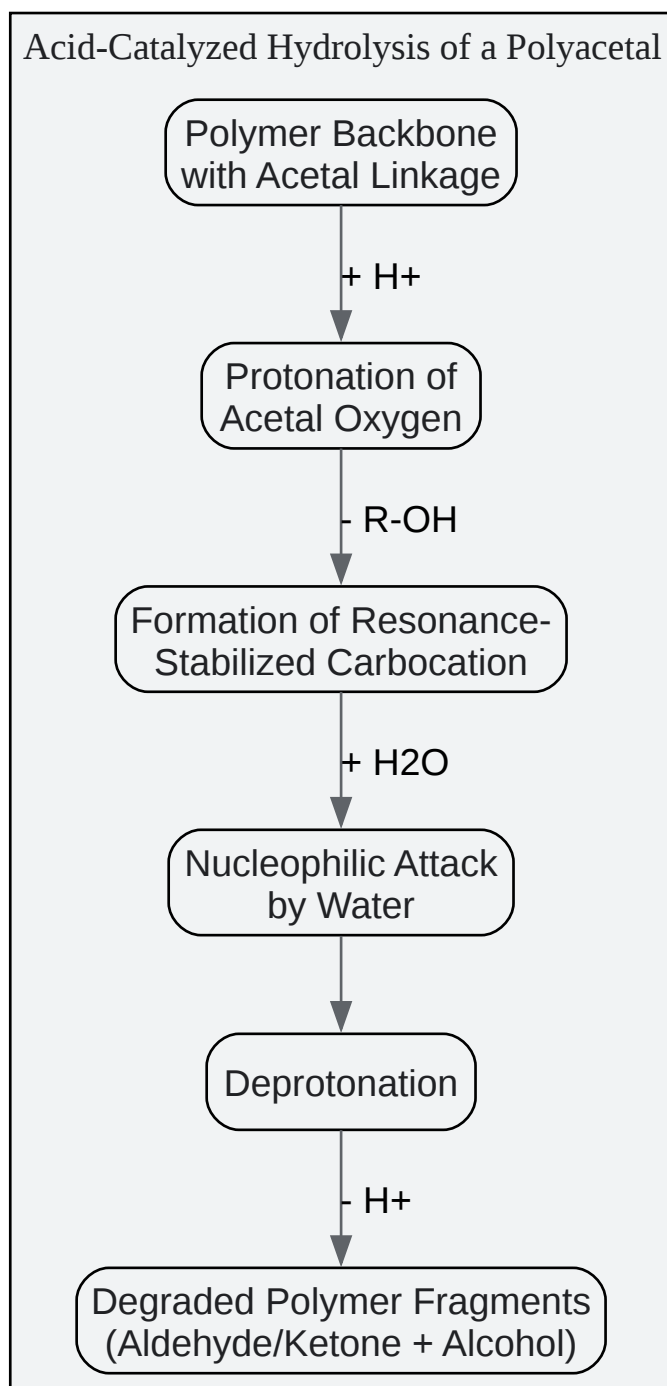 Acid-Catalyzed Hydrolysis of a Polyacetal
Polymer Backbone
with Acetal Linkage
+ H+
Protonation of
Acetal Oxygen
- R-OH
Formation of Resonance-
Stabilized Carbocation
+ H2O
Nucleophilic Attack
by Water
Deprotonation
- H+
Degraded Polymer Fragments
(Aldehyde/Ketone + Alcohol)